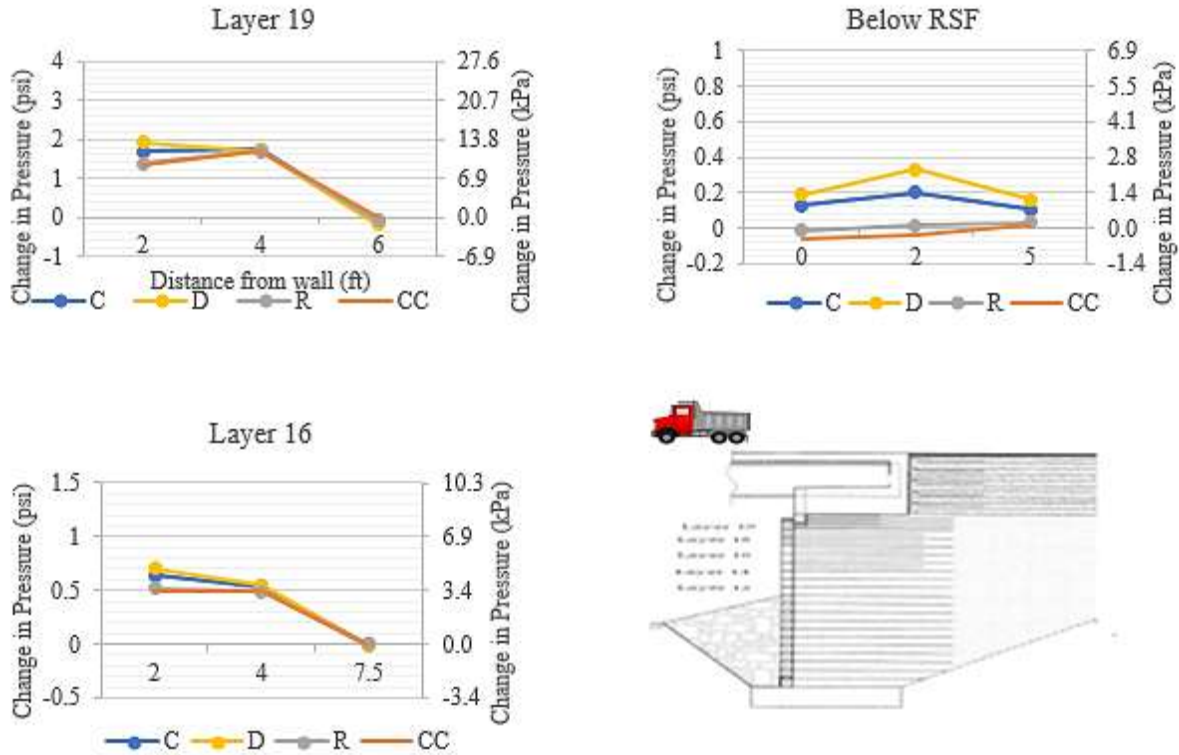 Layer 19
Change in Pressure (psi)
4
3
2
1
0
-1
27.6
20.7
13.8
6.9
0.0
-6.9
Change in Pressure (kPa)
2 4 6
Distance from wall (ft)
C D R CC
Below RSF
Change in Pressure (psi)
1
0.8
0.6
0.4
0.2
0
-0.2
6.9
5.5
4.1
2.8
1.4
0.0
-1.4
Change in Pressure (kPa)
0 2 5
C D R CC
Layer 16
Change in Pressure (psi)
1.5
1
0.5
0
-0.5
10.3
6.9
3.4
0.0
-3.4
Change in Pressure (kPa)
2 4 7.5
C D R CC